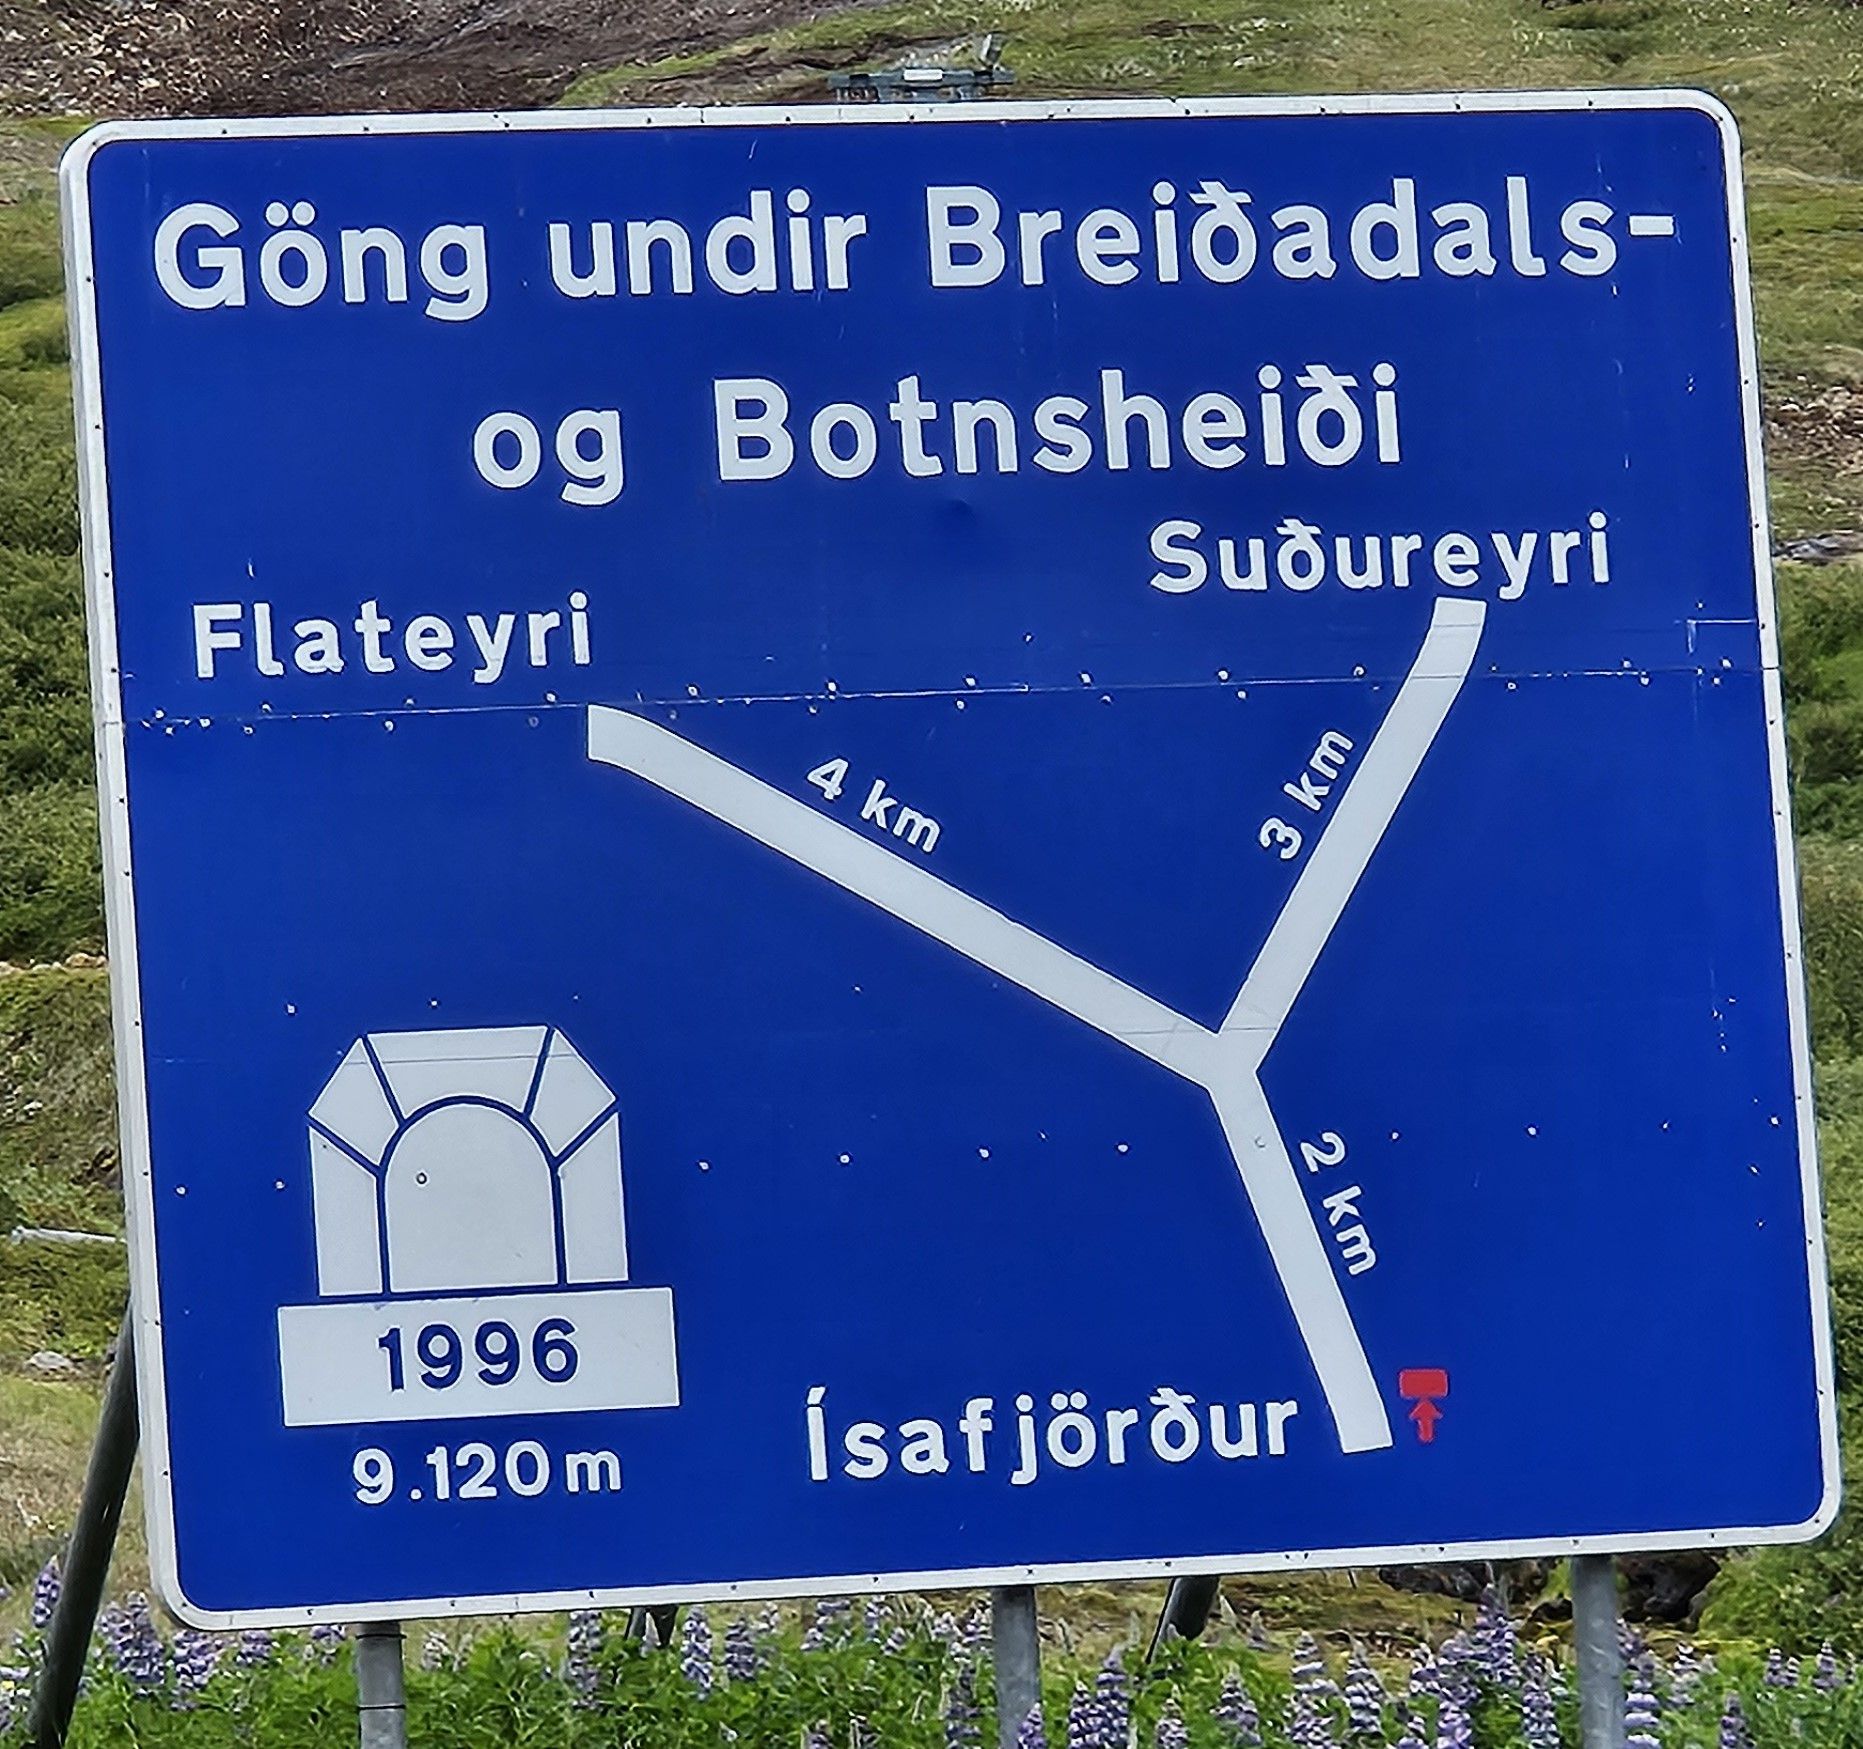 Göng undir Breiðadals-
og Botnsheiði
Suðureyri
Flateyri
4 km
3 km
2 km
1996
9.120m
Ísafjörður